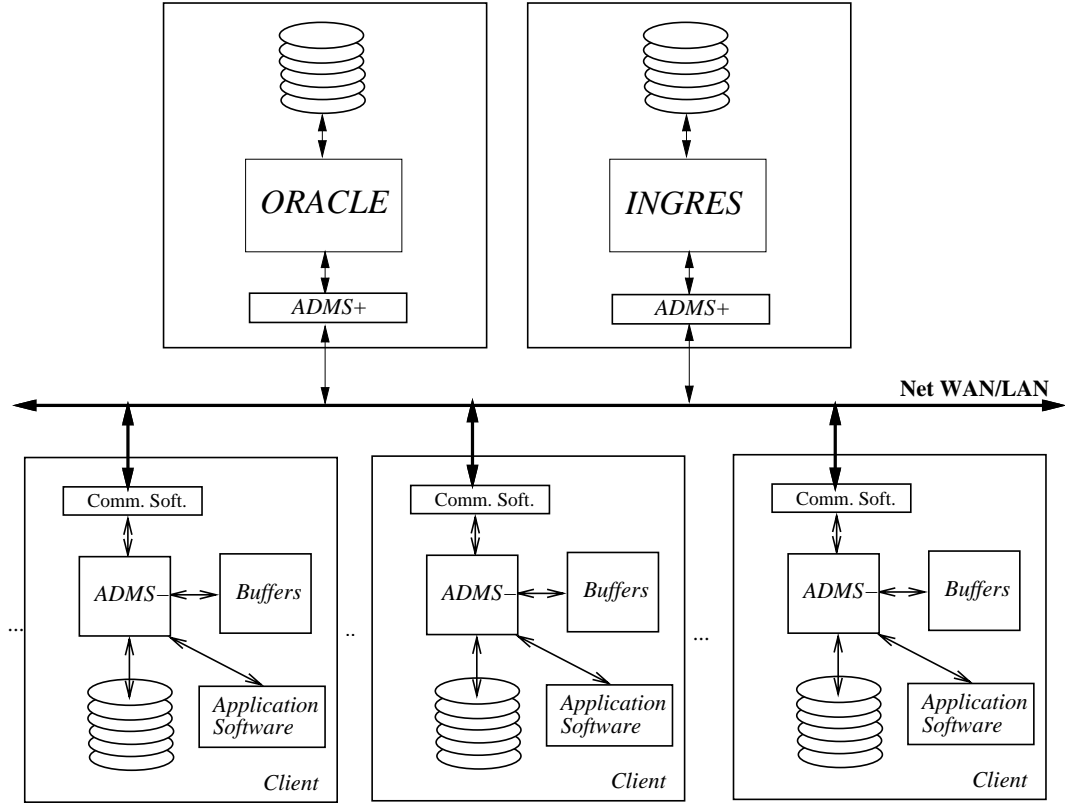 ORACLE
INGRES
ADMS+
ADMS+
Net WAN/LAN
Comm. Soft.
Comm. Soft.
Comm. Soft.
ADMS–
Buffers
ADMS–
Buffers
ADMS–
Buffers
...
..
...
Application
Software
Application
Software
Application
Software
Client
Client
Client